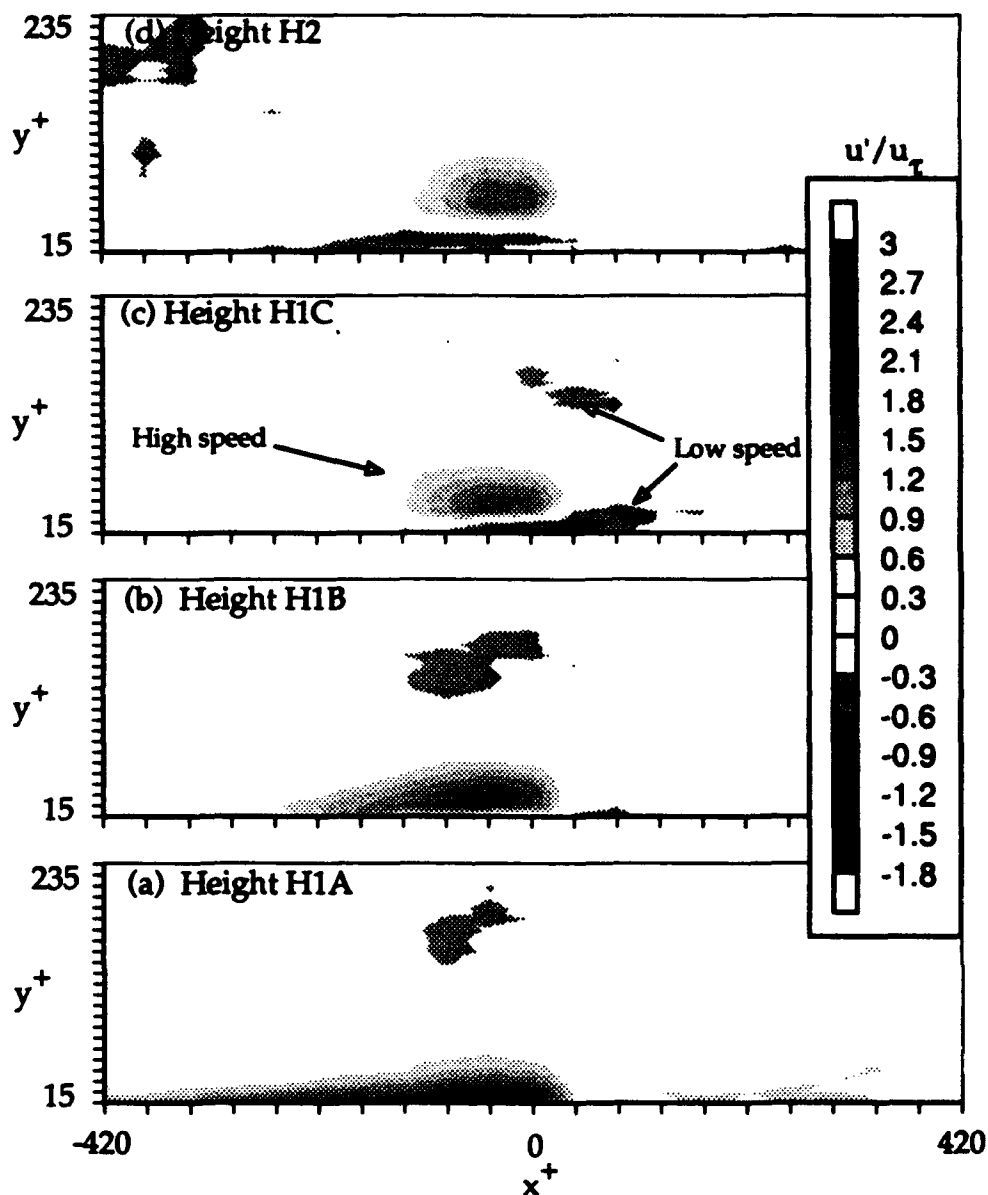 235
(d) Height H2
y+
15
u'/uτ
3
2.7
2.4
2.1
1.8
1.5
1.2
0.9
0.6
0.3
0
-0.3
-0.6
-0.9
-1.2
-1.5
-1.8
235
(c) Height H1C
y+
High speed
Low speed
15
235
(b) Height H1B
y+
15
235
(a) Height H1A
y+
15
-420
0
420
x+